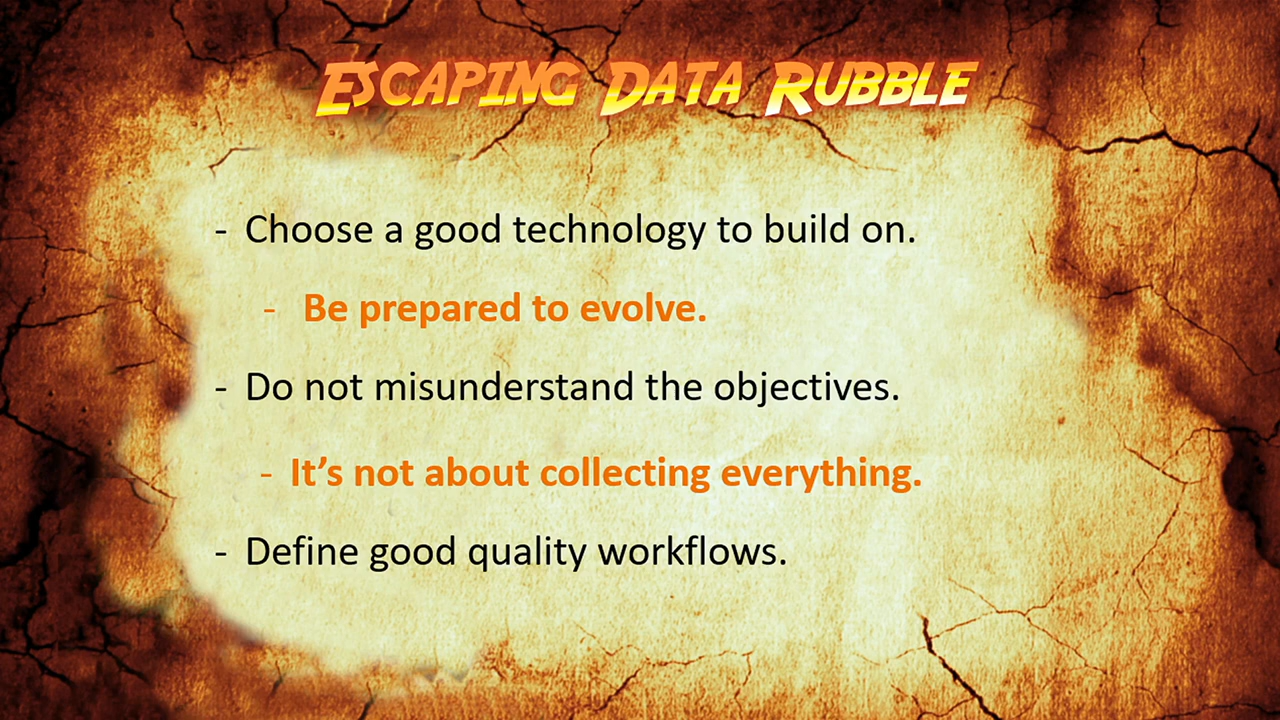 Escaping Data Rubble
- Choose a good technology to build on.
- Be prepared to evolve.
- Do not misunderstand the objectives.
- It’s not about collecting everything.
- Define good quality workflows.